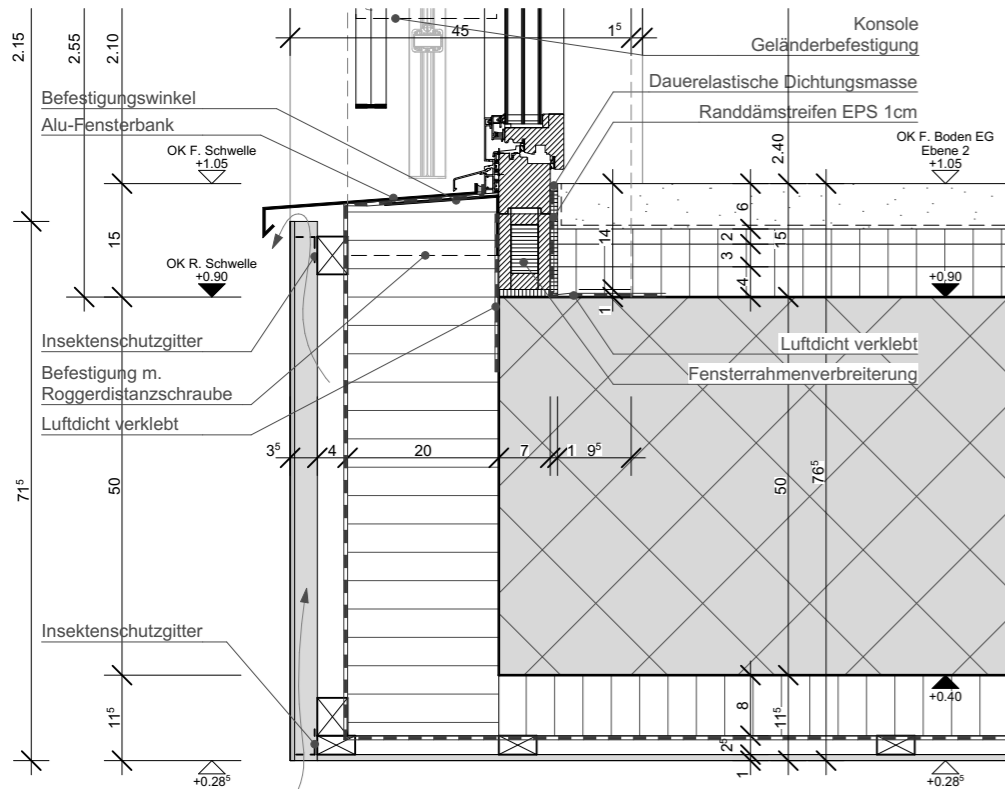 2.15
2.55
2.10
45
1⁵
Konsole
Geländerbefestigung
Dauerelastische Dichtungsmasse
Randdämstreifen EPS 1cm
Befestigungswinkel
Alu-Fensterbank
OK F. Schwelle
+1.05
2.40
OK F. Boden EG
Ebene 2
+1.05
15
14
6
2
3
4
15
1
OK R. Schwelle
+0.90
+0,90
Insektenschutzgitter
Befestigung m.
Roggerdistanzschraube
Luftdicht verklebt
Luftdicht verklebt
Fensterrahmenverbreiterung
3⁵
4
20
7
1
9⁵
71⁵
50
50
76⁵
Insektenschutzgitter
11⁵
8
11⁵
2⁵
1
+0.40
+0.28⁵
+0.28⁵